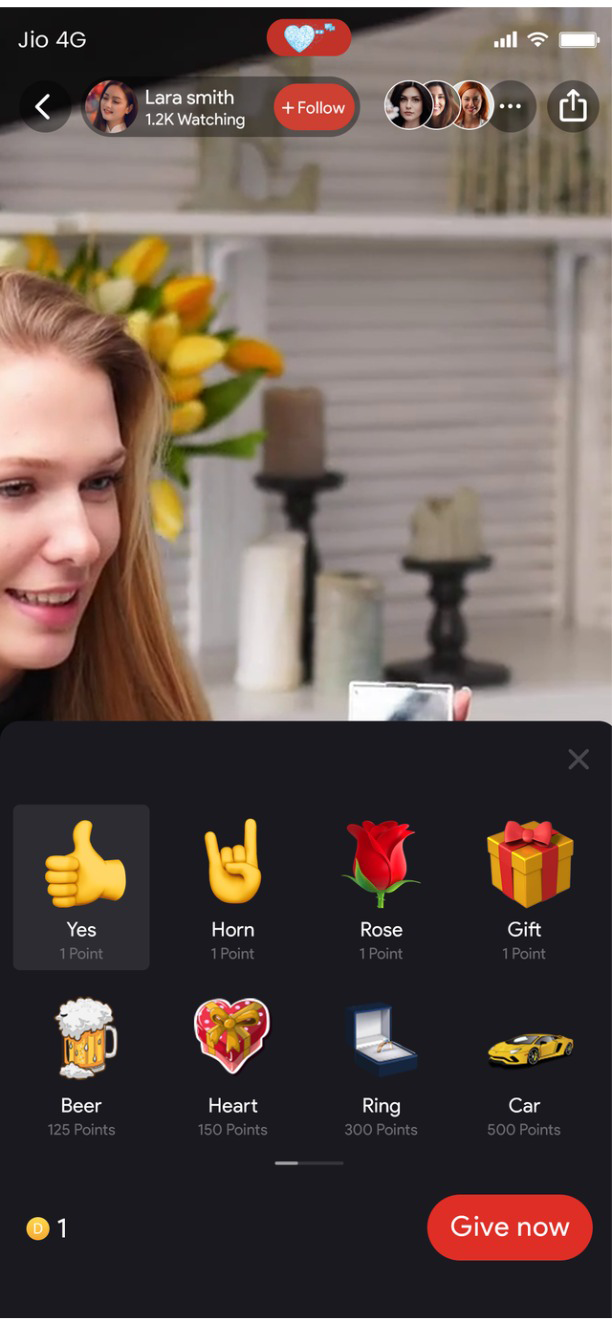 Jio 4G
Lara smith
1.2K Watching
+ Follow
Yes
1 Point
Horn
1 Point
Rose
1 Point
Gift
1 Point
Beer
125 Points
Heart
150 Points
Ring
300 Points
Car
500 Points
D 1
Give now